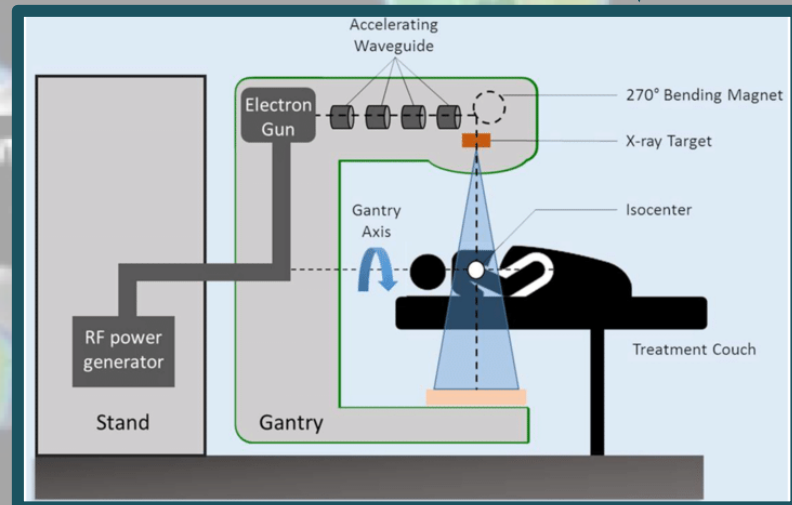 Accelerating
Waveguide
Electron
Gun
270° Bending Magnet
X-ray Target
Gantry
Axis
Isocenter
RF power
generator
Treatment Couch
Stand
Gantry